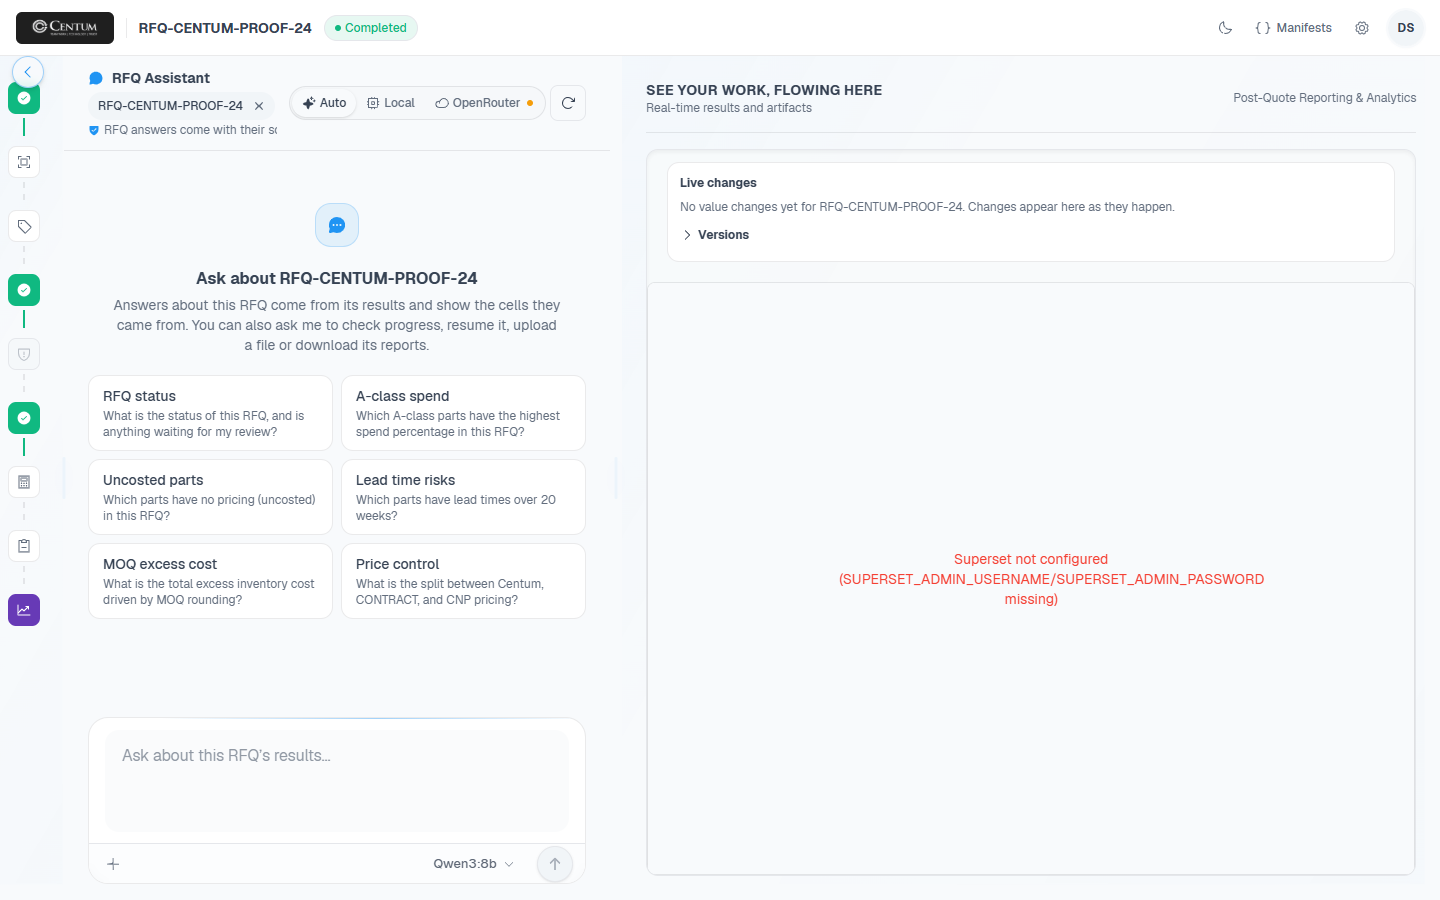 CENTUM
RFQ-CENTUM-PROOF-24
Completed
Manifests
DS
RFQ Assistant
RFQ-CENTUM-PROOF-24
Auto
Local
OpenRouter
RFQ answers come with their so
Ask about RFQ-CENTUM-PROOF-24
Answers about this RFQ come from its results and show the cells they
came from. You can also ask me to check progress, resume it, upload
a file or download its reports.
RFQ status
What is the status of this RFQ, and is
anything waiting for my review?
A-class spend
Which A-class parts have the highest
spend percentage in this RFQ?
Uncosted parts
Which parts have no pricing (uncosted)
in this RFQ?
Lead time risks
Which parts have lead times over 20
weeks?
MOQ excess cost
What is the total excess inventory cost
driven by MOQ rounding?
Price control
What is the split between Centum,
CONTRACT, and CNP pricing?
Ask about this RFQ's results...
Qwen3:8b
SEE YOUR WORK, FLOWING HERE
Real-time results and artifacts
Post-Quote Reporting & Analytics
Live changes
No value changes yet for RFQ-CENTUM-PROOF-24. Changes appear here as they happen.
Versions
Superset not configured
(SUPERSET_ADMIN_USERNAME/SUPERSET_ADMIN_PASSWORD
missing)